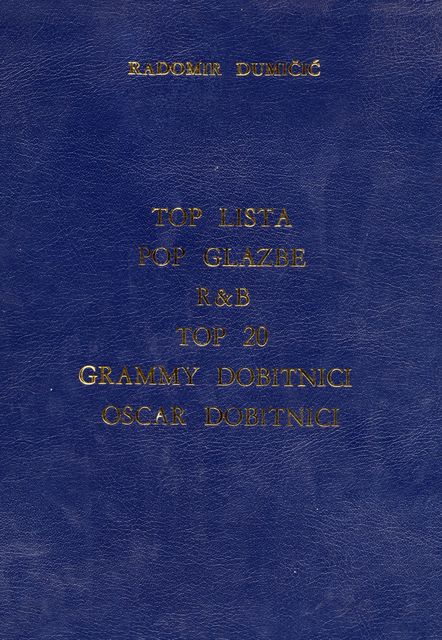 RADOMIR DUMIČIĆ
TOP LISTA
POP GLAZBE
R&B
TOP 20
GRAMMY DOBITNICI
OSCAR DOBITNICI